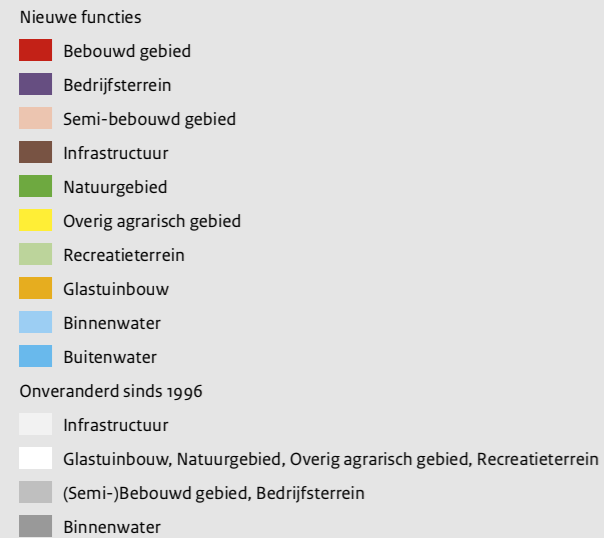 Nieuwe functies
Bebouwd gebied
Bedrijfsterrein
Semi-bebouwd gebied
Infrastructuur
Natuurgebied
Overig agrarisch gebied
Recreatieterrein
Glastuinbouw
Binnenwater
Buitenwater
Onveranderd sinds 1996
Infrastructuur
Glastuinbouw, Natuurgebied, Overig agrarisch gebied, Recreatieterrein
(Semi-)Bebouwd gebied, Bedrijfsterrein
Binnenwater